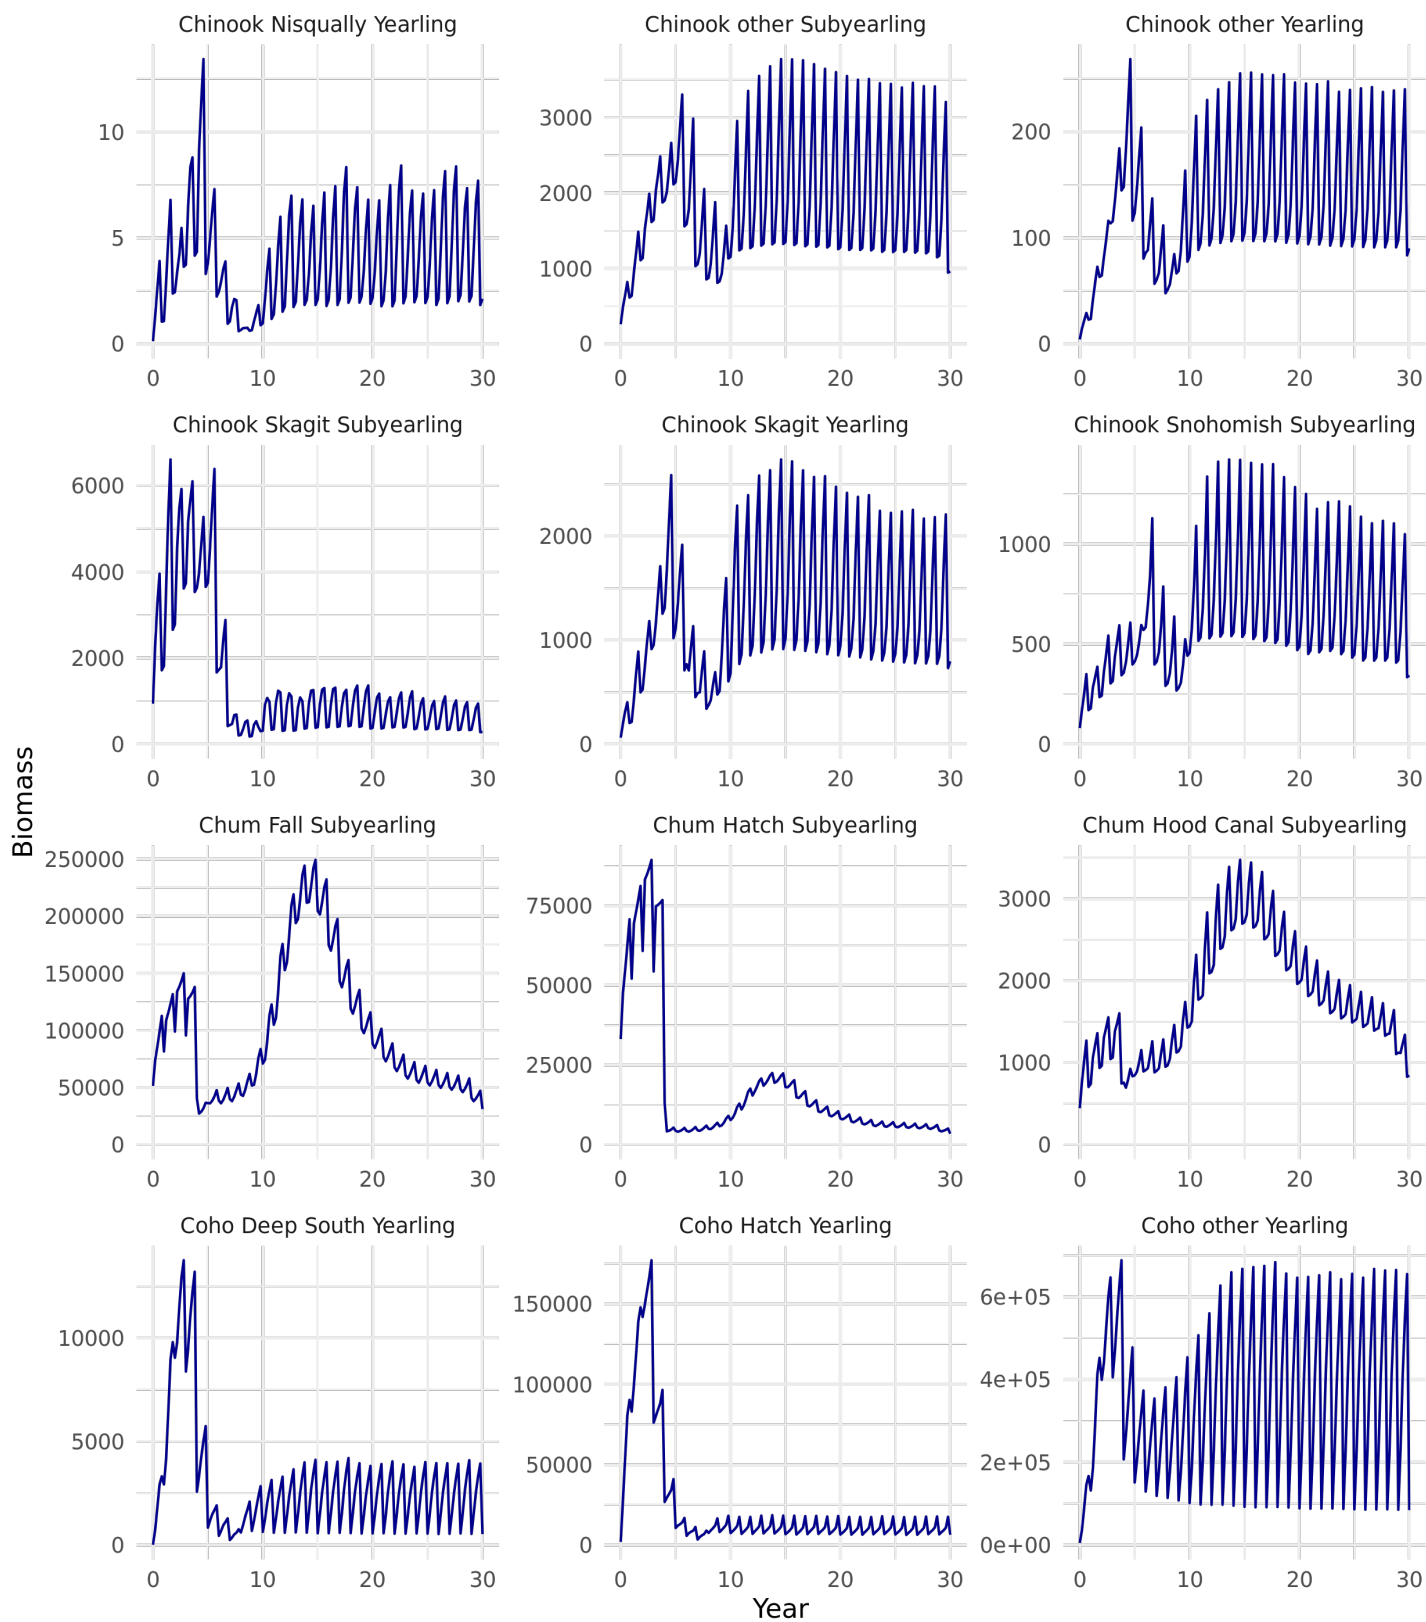 Chinook Nisqually Yearling
Chinook other Subyearling
Chinook other Yearling
10
5
0
3000
2000
1000
0
200
100
0
0 10 20 30
0 10 20 30
0 10 20 30
Chinook Skagit Subyearling
Chinook Skagit Yearling
Chinook Snohomish Subyearling
6000
4000
2000
0
2000
1000
0
1000
500
0
0 10 20 30
0 10 20 30
0 10 20 30
Biomass
Chum Fall Subyearling
Chum Hatch Subyearling
Chum Hood Canal Subyearling
250000
200000
150000
100000
50000
0
75000
50000
25000
0
3000
2000
1000
0
0 10 20 30
0 10 20 30
0 10 20 30
Coho Deep South Yearling
Coho Hatch Yearling
Coho other Yearling
10000
5000
0
150000
100000
50000
0
6e+05
4e+05
2e+05
0e+00
0 10 20 30
0 10 20 30
0 10 20 30
Year